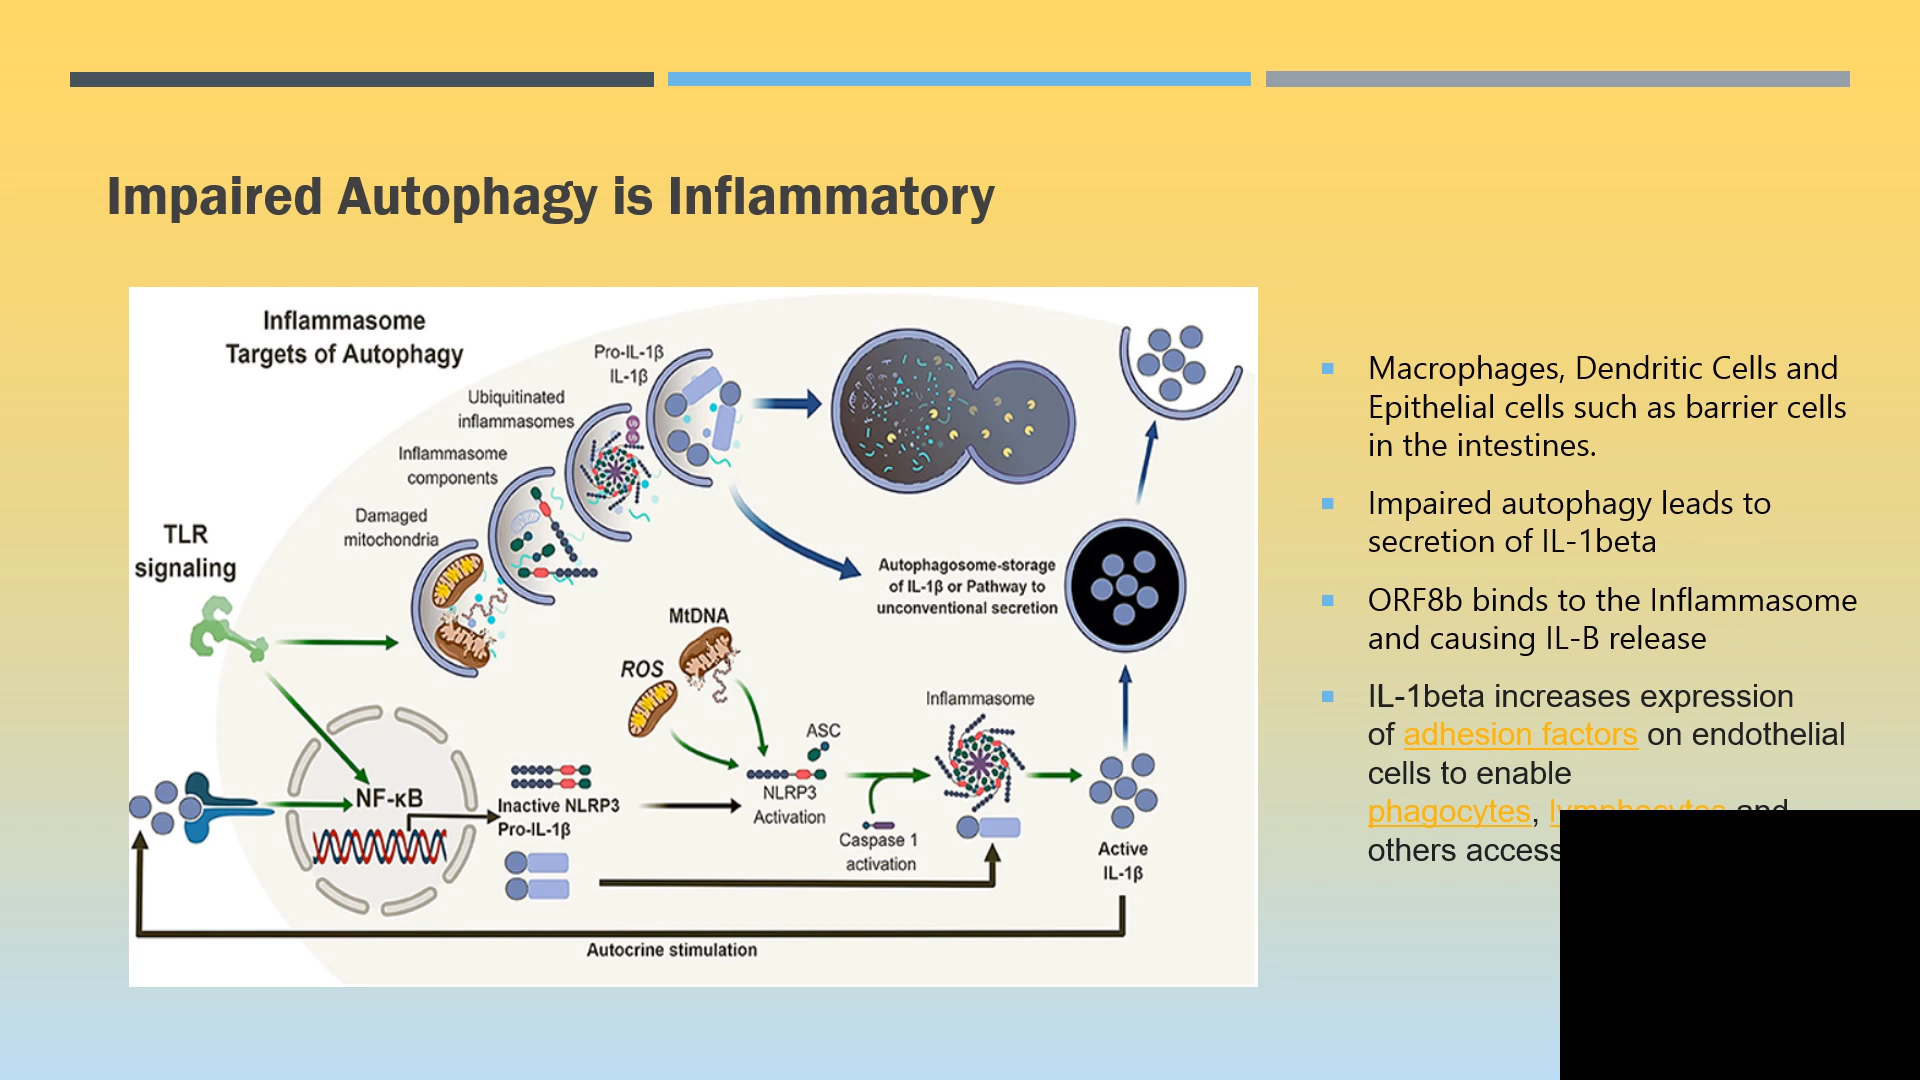 Impaired Autophagy is Inflammatory
Inflammasome
Targets of Autophagy
Pro-IL-1β
IL-1β
Ubiquitinated
inflammasomes
Inflammasome
components
Damaged
mitochondria
TLR
signaling
Autophagosome-storage
of IL-1β or Pathway to
unconventional secretion
MtDNA
ROS
Inflammasome
ASC
NLRP3
Activation
NF-κB
Inactive NLRP3
Pro-IL-1β
Caspase 1
activation
Active
IL-1β
Autocrine stimulation
Macrophages, Dendritic Cells and
Epithelial cells such as barrier cells
in the intestines.
Impaired autophagy leads to
secretion of IL-1beta
ORF8b binds to the Inflammasome
and causing IL-B release
IL-1beta increases expression
of adhesion factors on endothelial
cells to enable
phagocytes, lymphocytes and
others access